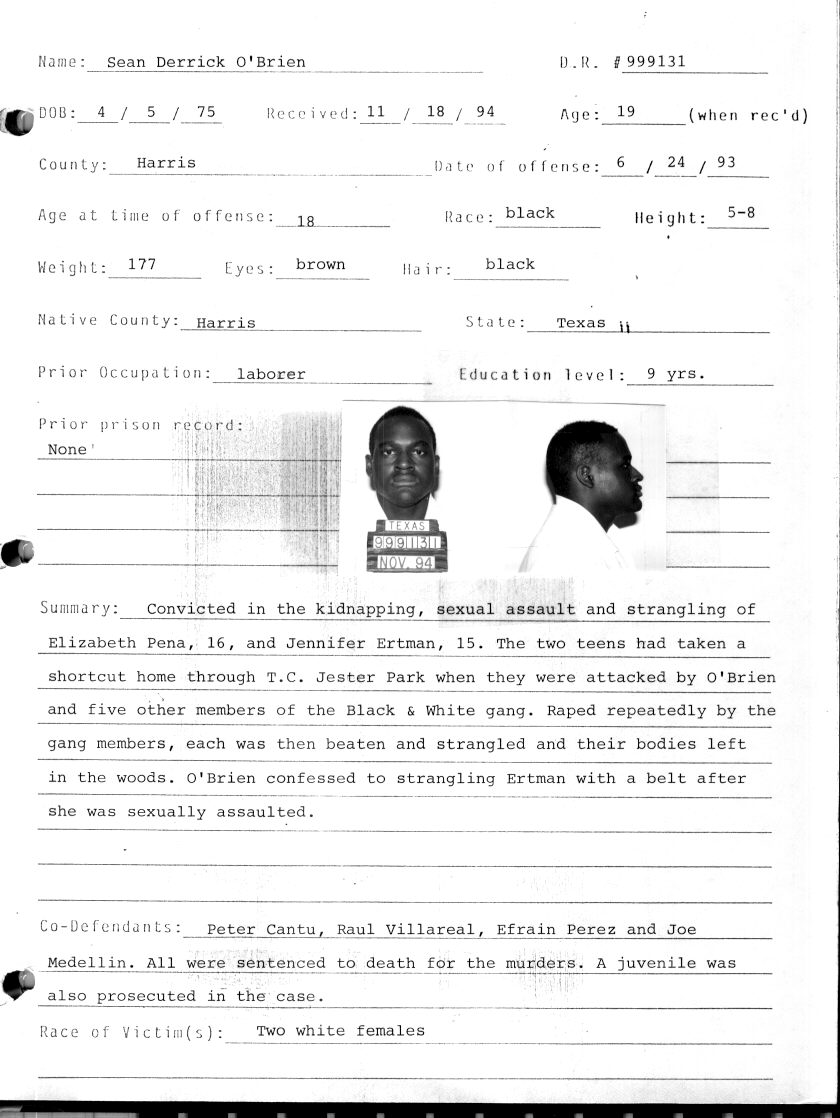 Name: Sean Derrick O'Brien D.R. #999131
DOB: 4 / 5 / 75 Received: 11 / 18 / 94 Age: 19 (when rec'd)
County: Harris Date of offense: 6 / 24 / 93
Age at time of offense: 18 Race: black Height: 5-8
Weight: 177 Eyes: brown Hair: black
Native County: Harris State: Texas
Prior Occupation: laborer Education level: 9 yrs.
Prior prison record:
None
TEXAS
999131
NOV. 94
Summary: Convicted in the kidnapping, sexual assault and strangling of
Elizabeth Pena, 16, and Jennifer Ertman, 15. The two teens had taken a
shortcut home through T.C. Jester Park when they were attacked by O'Brien
and five other members of the Black & White gang. Raped repeatedly by the
gang members, each was then beaten and strangled and their bodies left
in the woods. O'Brien confessed to strangling Ertman with a belt after
she was sexually assaulted.
Co-Defendants: Peter Cantu, Raul Villareal, Efrain Perez and Joe
Medellin. All were sentenced to death for the murders. A juvenile was
also prosecuted in the case.
Race of Victim(s): Two white females